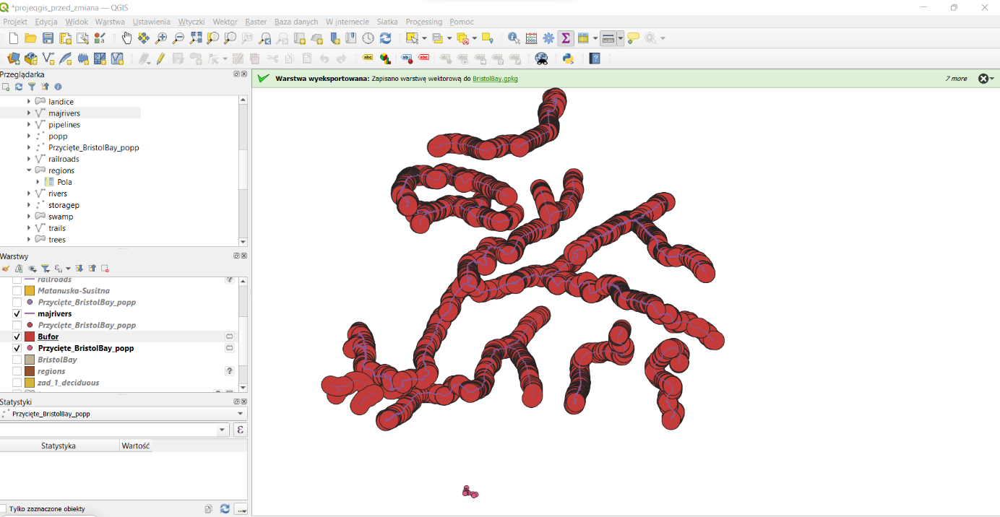 *projeqgis_przed_zmiana — QGIS
Projekt Edycja Widok Warstwa Ustawienia Wtyczki Wektor Raster Baza danych W internecie Siatka Processing Pomoc
Przeglądarka
landice
majrivers
pipelines
popp
Przycięte_BristolBay_popp
railroads
regions
Pola
rivers
storagep
swamp
trails
trees
Warstwy
railroads
Matanuska-Susitna
Przycięte_BristolBay_popp
majrivers
Przycięte_BristolBay_popp
Bufor
Przycięte_BristolBay_popp
BristolBay
regions
zad_1_deciduous
Statystyki
Przycięte_BristolBay_popp
Statystyka Wartość
Tylko zaznaczone obiekty
Warstwa wyeksportowana: Zapisano warstwę wektorową do BristolBay.gpkg
7 more